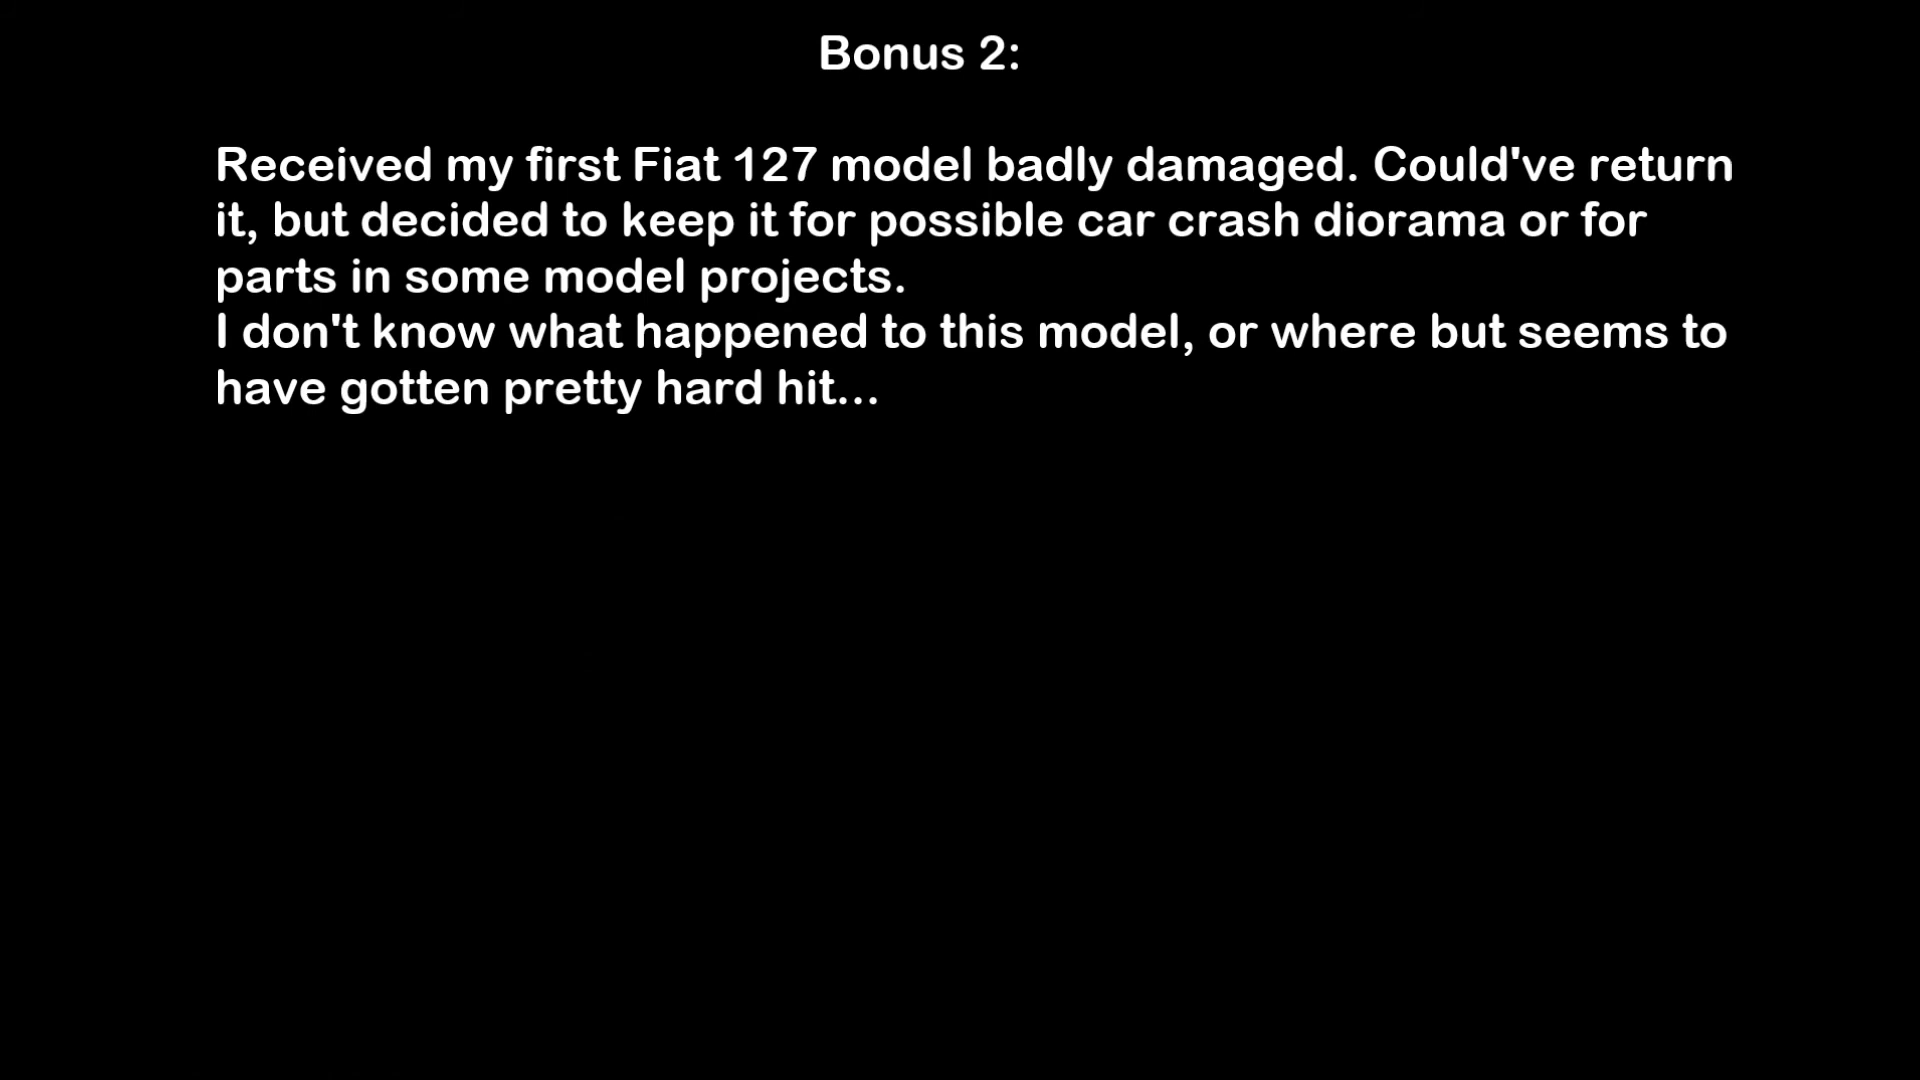 Bonus 2:
Received my first Fiat 127 model badly damaged. Could've return
it, but decided to keep it for possible car crash diorama or for
parts in some model projects.
I don't know what happened to this model, or where but seems to
have gotten pretty hard hit...